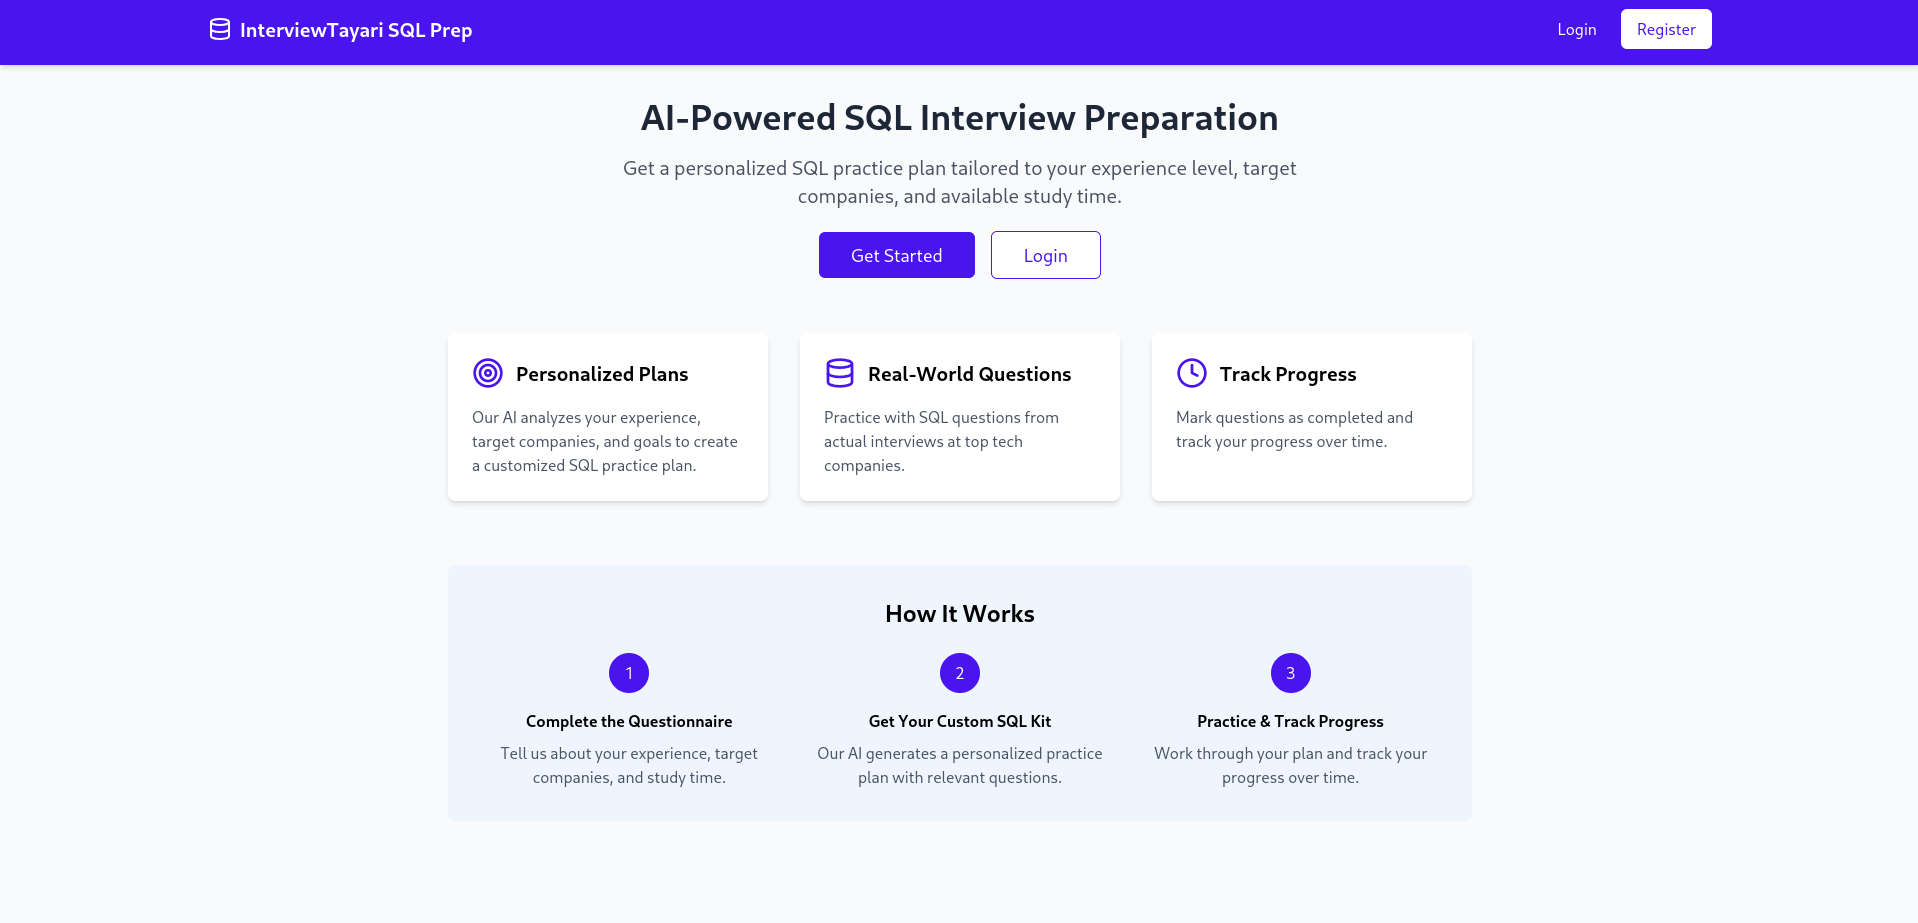 InterviewTayari SQL Prep
Login
Register
AI-Powered SQL Interview Preparation
Get a personalized SQL practice plan tailored to your experience level, target
companies, and available study time.
Get Started
Login
Personalized Plans
Our AI analyzes your experience,
target companies, and goals to create
a customized SQL practice plan.
Real-World Questions
Practice with SQL questions from
actual interviews at top tech
companies.
Track Progress
Mark questions as completed and
track your progress over time.
How It Works
1
Complete the Questionnaire
Tell us about your experience, target
companies, and study time.
2
Get Your Custom SQL Kit
Our AI generates a personalized practice
plan with relevant questions.
3
Practice & Track Progress
Work through your plan and track your
progress over time.